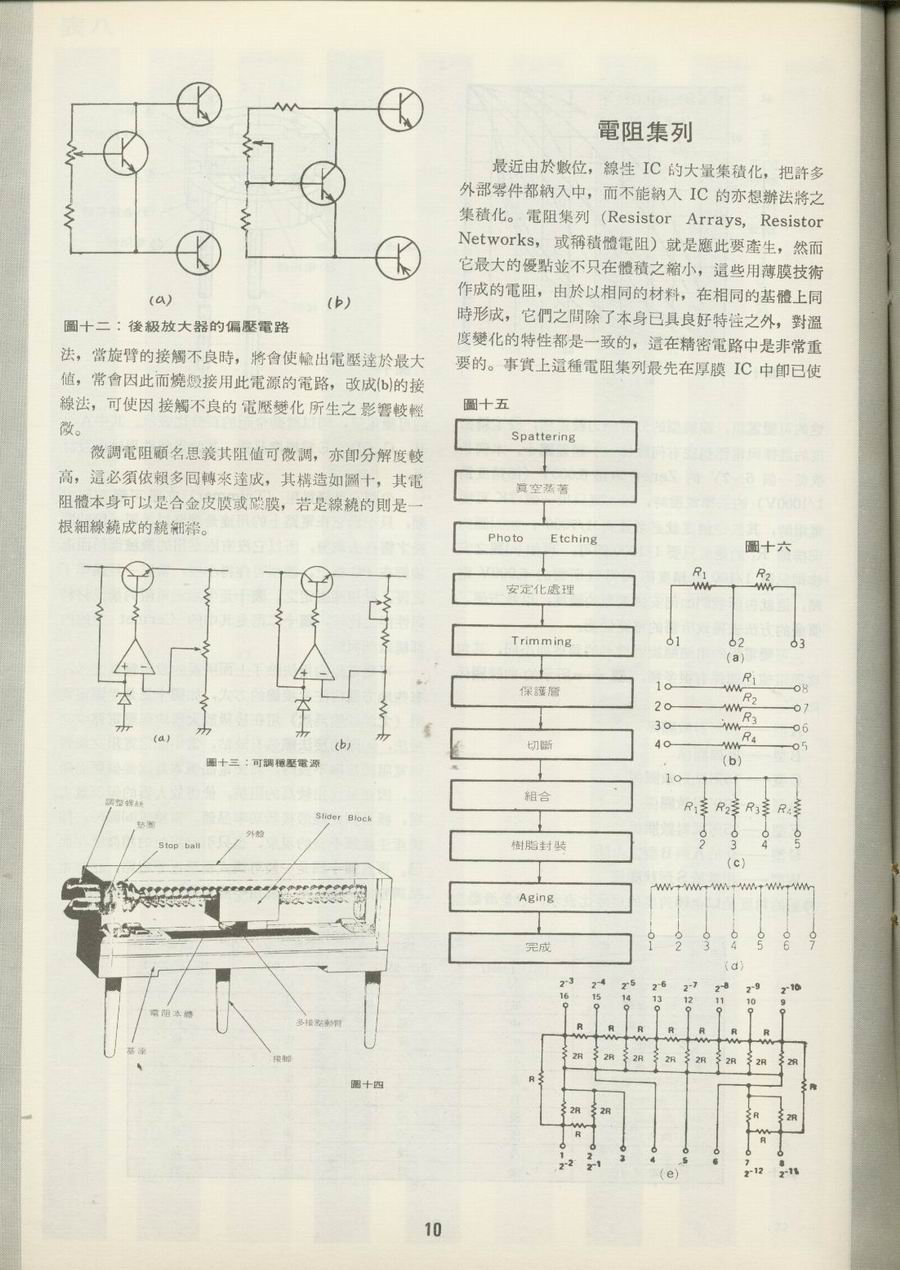 (a)
(b)
圖十二：後級放大器的偏壓電路
法，當旋臂的接觸不良時，將會使輸出電壓達於最大
値，常會因此而燒燬接用此電源的電路，改成(b)的接
線法，可使因 接觸不良的 電壓變化 所生之 影響較輕
微。
微調電阻顧名思義其阻値可微調，亦卽分解度較
高，這必須依賴多回轉來達成，其構造如圖十，其電
阻體本身可以是合金皮膜或碳膜，若是線繞的則是一
根細線繞成的繞細棒。
+ -
(a)
+ -
(b)
圖十三：可調穩壓電源
調整螺絲
墊圈
Stop ball
外殼
Slider Block
電阻本體
多接點動臂
基座
接腳
圖十四
電阻集列
最近由於數位，線性 IC 的大量集積化，把許多
外部零件都納入中，而不能納入 IC 的亦想辦法將之
集積化。電阻集列 (Resistor Arrays, Resistor
Networks, 或稱積體電阻）就是應此要產生，然而
它最大的優點並不只在體積之縮小，這些用薄膜技術
作成的電阻，由於以相同的材料，在相同的基體上同
時形成，它們之間除了本身已具良好特性之外，對溫
度變化的特性都是一致的，這在精密電路中是非常重
要的。事實上這種電阻集列最先在厚膜 IC 中卽已使
圖十五
Spattering
眞空蒸著
Photo Etching
安定化處理
Trimming
保護層
切斷
組合
樹脂封裝
Aging
完成
圖十六
R1 R2
1 2 3
(a)
1 R1 8
2 R2 7
3 R3 6
4 R4 5
(b)
1
R1 R2 R3 R4
2 3 4 5
(c)
1 2 3 4 5 6 7
(d)
2-3 2-4 2-5 2-6 2-7 2-8 2-9 2-10
16 15 14 13 12 11 10 9
R R R R R R R
2R 2R 2R 2R 2R 2R 2R 2R
R R
2R 2R R 2R
R R
1 2 3 4 5 6 7 8
2-2 2-1 2-12 2-11
(e)
10